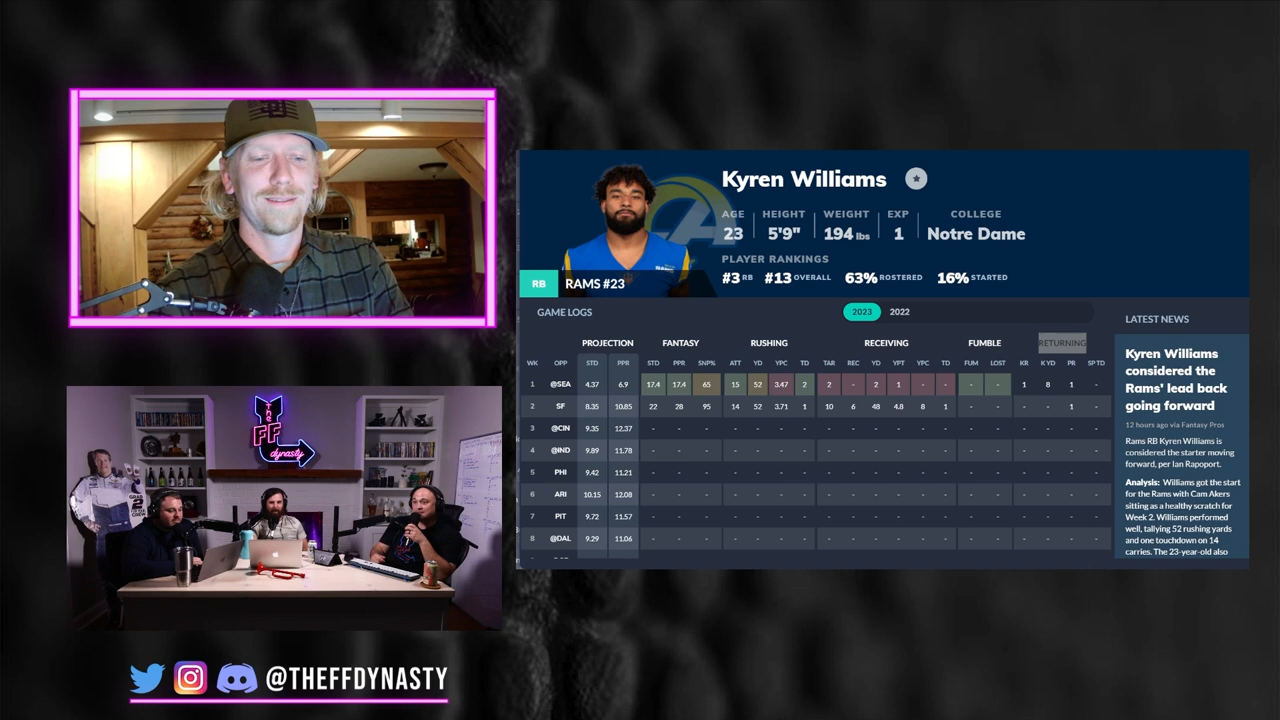 Kyren Williams
AGE HEIGHT WEIGHT EXP COLLEGE
23 5'9" 194 lbs 1 Notre Dame
PLAYER RANKINGS
#3 RB #13 OVERALL 63% ROSTERED 16% STARTED
RB RAMS #23
GAME LOGS 2023 2022
PROJECTION FANTASY RUSHING RECEIVING FUMBLE RETURNING
WK OPP STD PPR STD PPR SNP% ATT YD YPC TD TAR REC YD YPT YPC TD FUM LOST KR K YD PR SP TD
1 @SEA 4.37 6.9 17.4 17.4 65 15 52 3.47 2 2 - 2 1 - - - - 1 8 1 -
2 SF 8.35 10.85 22 28 95 14 52 3.71 1 10 6 48 4.8 8 1 - - - - 1 -
3 @CIN 9.35 12.37 - - - - - - - - - - - - - - - - - - -
4 @IND 9.89 11.78 - - - - - - - - - - - - - - - - - - -
5 PHI 9.42 11.21 - - - - - - - - - - - - - - - - - - -
6 ARI 10.15 12.08 - - - - - - - - - - - - - - - - - - -
7 PIT 9.72 11.57 - - - - - - - - - - - - - - - - - - -
8 @DAL 9.29 11.06 - - - - - - - - - - - - - - - - - - -
LATEST NEWS
Kyren Williams
considered the
Rams' lead back
going forward
12 hours ago via Fantasy Pros
Rams RB Kyren Williams is
considered the starter moving
forward, per Ian Rapoport.
Analysis: Williams got the start
for the Rams with Cam Akers
sitting as a healthy scratch for
Week 2. Williams performed
well, tallying 52 rushing yards
and one touchdown on 14
carries. The 23-year-old also
The
FF
dynasty
GRAB
2
@THEFFDYNASTY